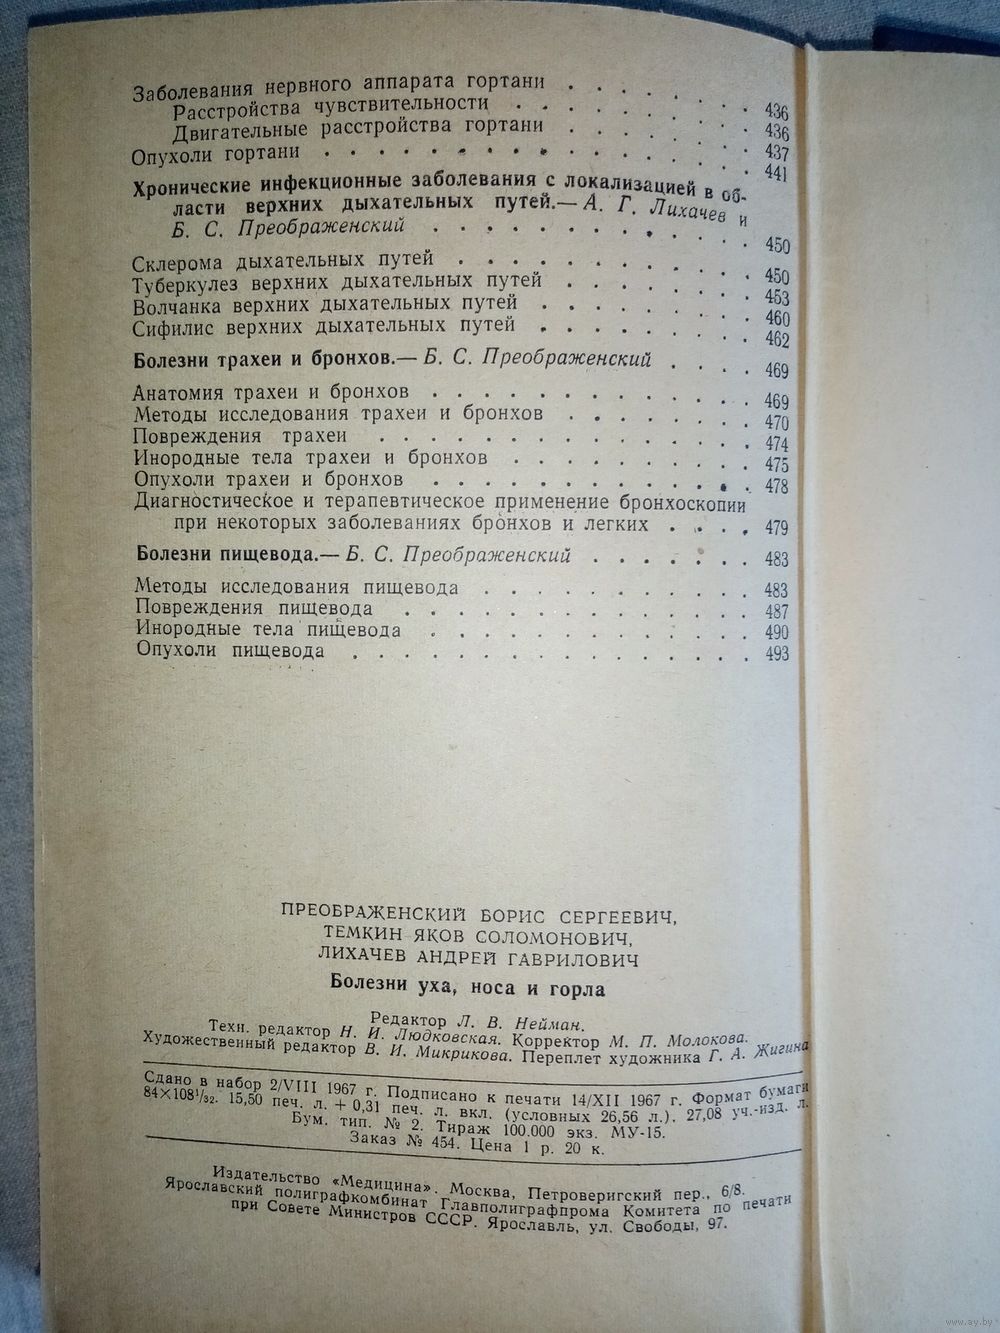 Заболевания нервного аппарата гортани . . . . . . . . 436
Расстройства чувствительности . . . . . . . . . 436
Двигательные расстройства гортани . . . . . . . . 437
Опухоли гортани . . . . . . . . . . . . . . . . 441
Хронические инфекционные заболевания с локализацией в об-
ласти верхних дыхательных путей.— А. Г. Лихачев и
Б. С. Преображенский . . . . . . . . . . . . 450
Склерома дыхательных путей . . . . . . . . . . . 450
Туберкулез верхних дыхательных путей . . . . . . . . 453
Волчанка верхних дыхательных путей . . . . . . . . . 460
Сифилис верхних дыхательных путей . . . . . . . . . 462
Болезни трахеи и бронхов.— Б. С. Преображенский . . . . 469
Анатомия трахеи и бронхов . . . . . . . . . . . . 469
Методы исследования трахеи и бронхов . . . . . . . . 470
Повреждения трахеи . . . . . . . . . . . . . . 474
Инородные тела трахеи и бронхов . . . . . . . . . . 475
Опухоли трахеи и бронхов . . . . . . . . . . . . 478
Диагностическое и терапевтическое применение бронхоскопии
при некоторых заболеваниях бронхов и легких . . . . 479
Болезни пищевода.— Б. С. Преображенский . . . . . . . 483
Методы исследования пищевода . . . . . . . . . . . 483
Повреждения пищевода . . . . . . . . . . . . . 487
Инородные тела пищевода . . . . . . . . . . . . 490
Опухоли пищевода . . . . . . . . . . . . . . . 493
ПРЕОБРАЖЕНСКИЙ БОРИС СЕРГЕЕВИЧ,
ТЕМКИН ЯКОВ СОЛОМОНОВИЧ,
ЛИХАЧЕВ АНДРЕЙ ГАВРИЛОВИЧ
Болезни уха, носа и горла
Редактор Л. В. Нейман.
Техн. редактор Н. И. Людковская. Корректор М. П. Молокова.
Художественный редактор В. И. Микрикова. Переплет художника Г. А. Жигина
Сдано в набор 2/VIII 1967 г. Подписано к печати 14/XII 1967 г. Формат бумаги
84×108¹/₃₂. 15,50 печ. л. + 0,31 печ. л. вкл. (условных 26,56 л.). 27,08 уч.-изд. л.
Бум. тип. № 2. Тираж 100.000 экз. МУ-15.
Заказ № 454. Цена 1 р. 20 к.
Издательство «Медицина». Москва, Петроверигский пер., 6/8.
Ярославский полиграфкомбинат Главполиграфпрома Комитета по печати
при Совете Министров СССР. Ярославль, ул. Свободы, 97.
www.ay.by